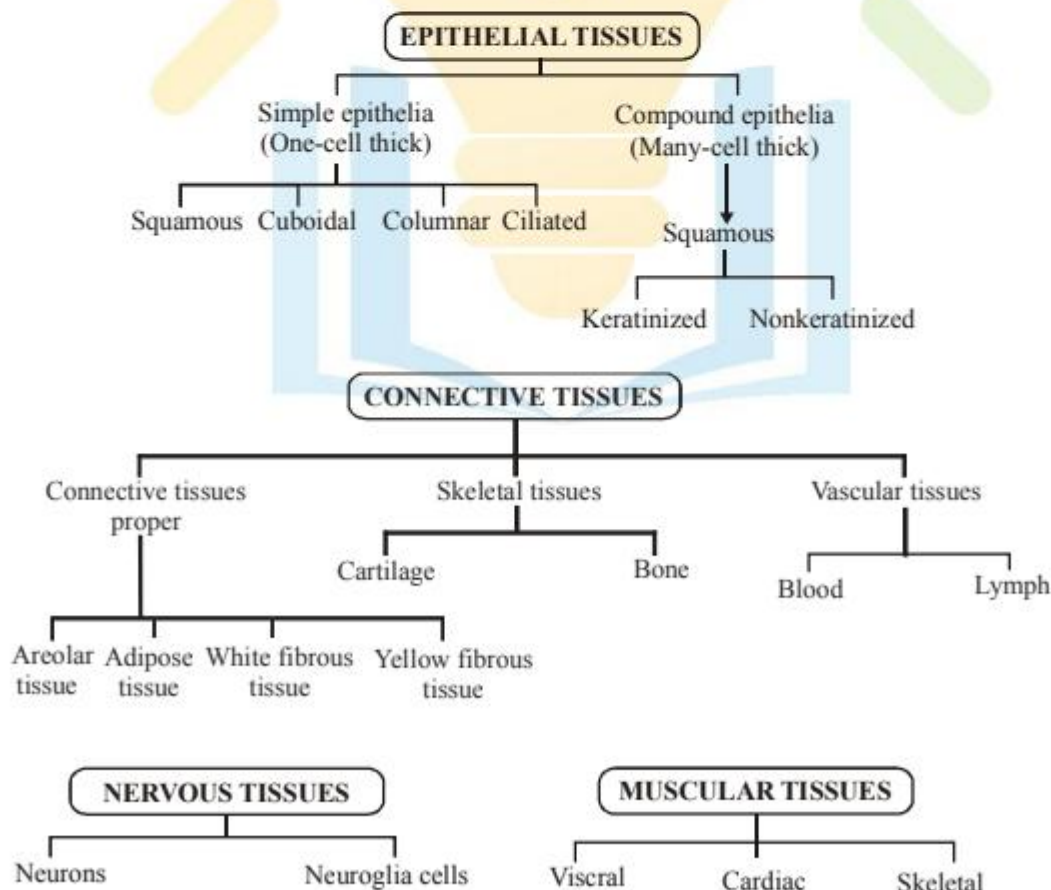 EPITHELIAL TISSUES
Simple epithelia
(One-cell thick)
Compound epithelia
(Many-cell thick)
Squamous Cuboidal Columnar Ciliated
Squamous
Keratinized Nonkeratinized
CONNECTIVE TISSUES
Connective tissues
proper
Skeletal tissues
Vascular tissues
Cartilage Bone
Blood Lymph
Areolar
tissue
Adipose
tissue
White fibrous
tissue
Yellow fibrous
tissue
NERVOUS TISSUES
Neurons Neuroglia cells
MUSCULAR TISSUES
Viscral Cardiac Skeletal